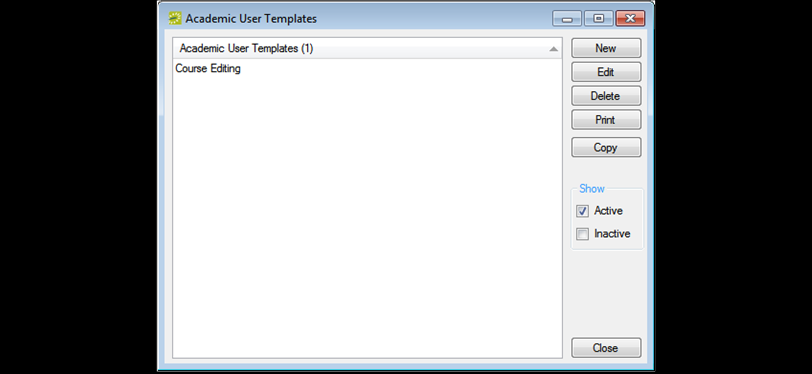 Academic User Templates
Academic User Templates (1)
Course Editing
New
Edit
Delete
Print
Copy
Show
Active
Inactive
Close